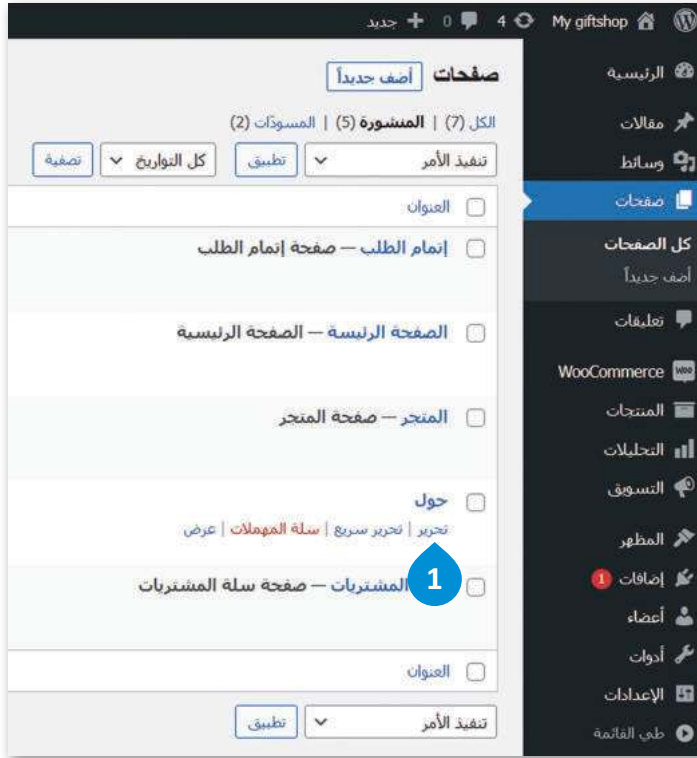 My giftshop 4 0 + جديد
الرئيسية
مقالات
وسائط
صفحات
كل الصفحات
أضف جديداً
تعليقات
WooCommerce
المنتجات
التحليلات
التسويق
المظهر
إضافات 1
أعضاء
أدوات
الإعدادات
طي القائمة
صفحات أضف جديداً
الكل (7) | المنشورة (5) | المسودّات (2)
تنفيذ الأمر تطبيق كل التواريخ تصفية
العنوان
إتمام الطلب — صفحة إتمام الطلب
الصفحة الرئيسة — الصفحة الرئيسية
المتجر — صفحة المتجر
حول
تحرير | تحرير سريع | سلة المهملات | عرض
1
المشتريات — صفحة سلة المشتريات
العنوان
تنفيذ الأمر تطبيق